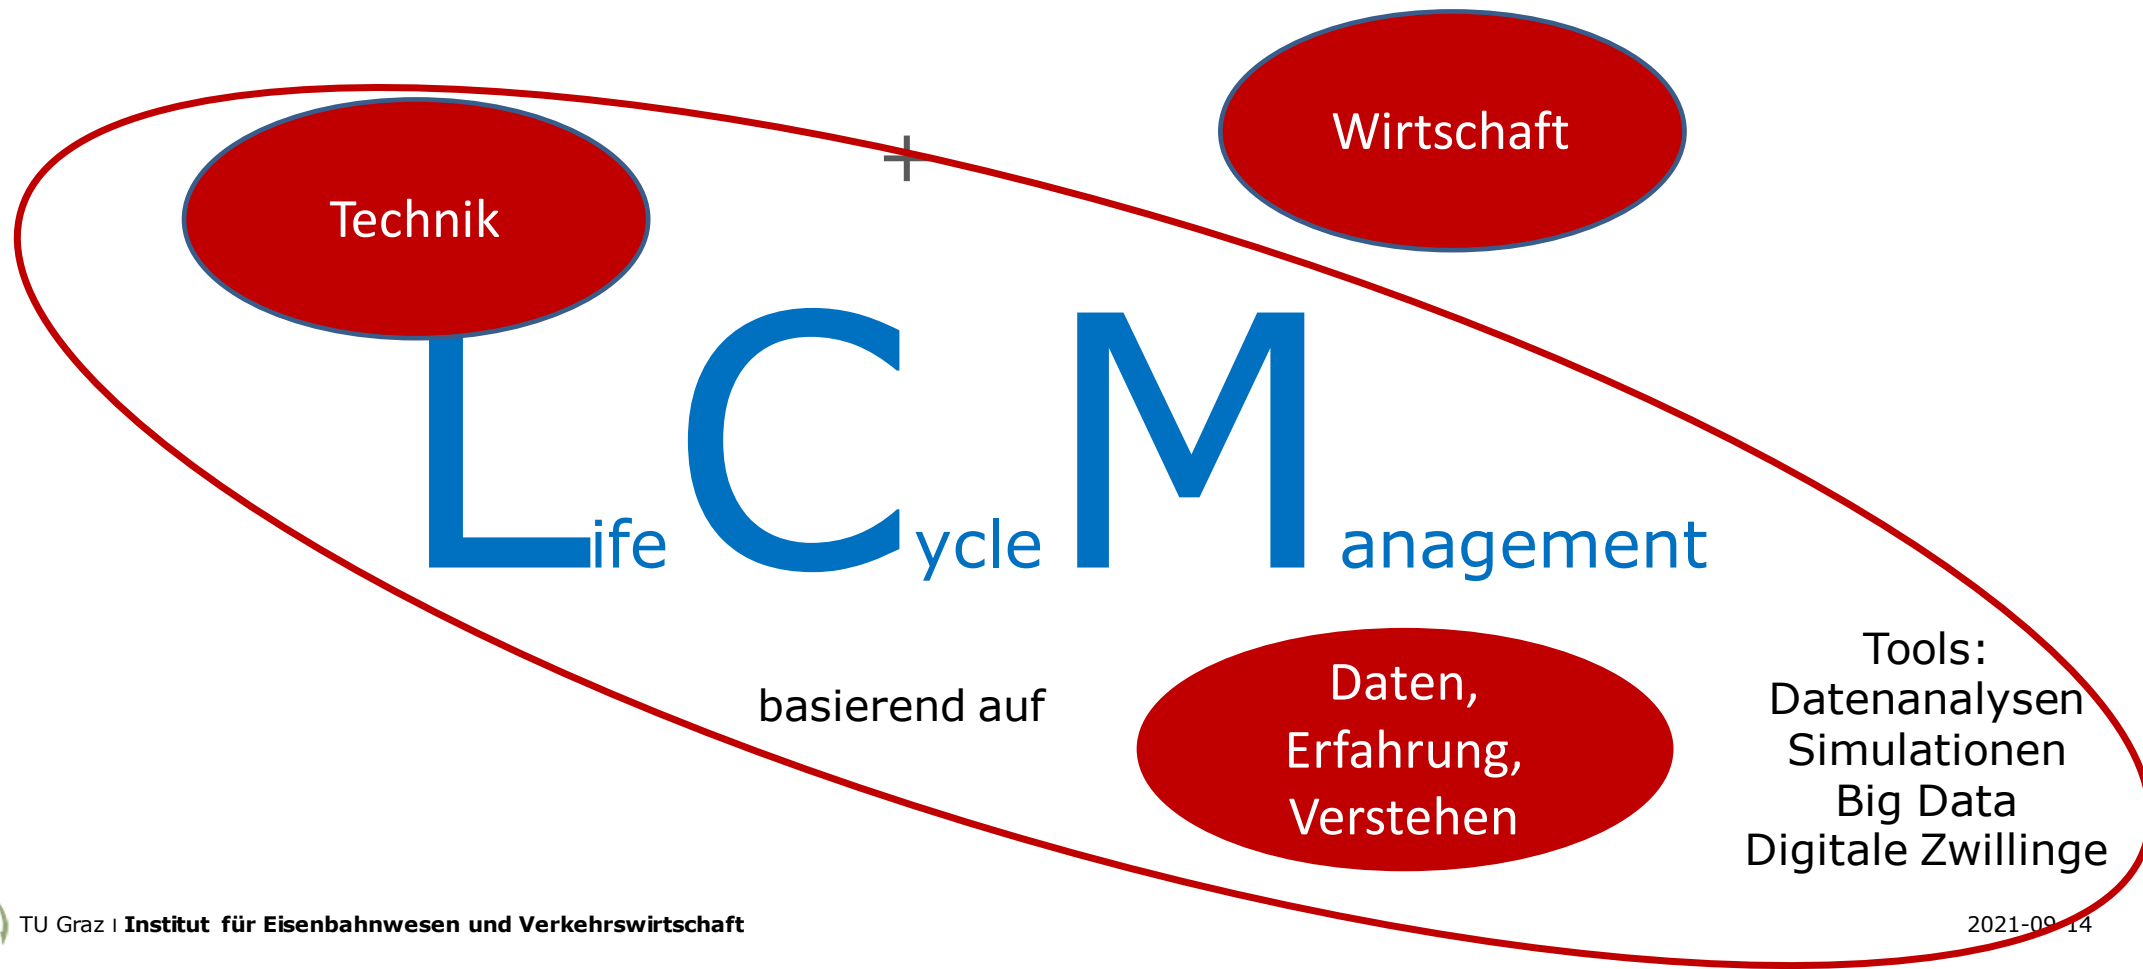 Wirtschaft
Technik
+
Life Cycle Management
basierend auf
Daten,
Erfahrung,
Verstehen
Tools:
Datenanalysen
Simulationen
Big Data
Digitale Zwillinge
TU Graz I Institut für Eisenbahnwesen und Verkehrswirtschaft
2021-09-14